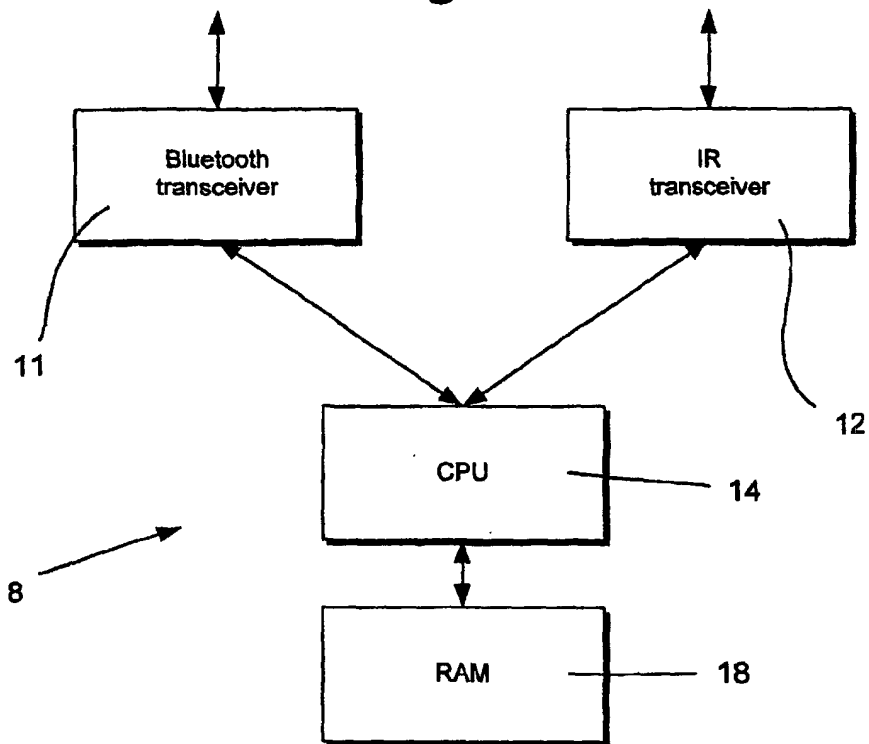 Bluetooth
transceiver
IR
transceiver
11
12
CPU
14
8
RAM
18